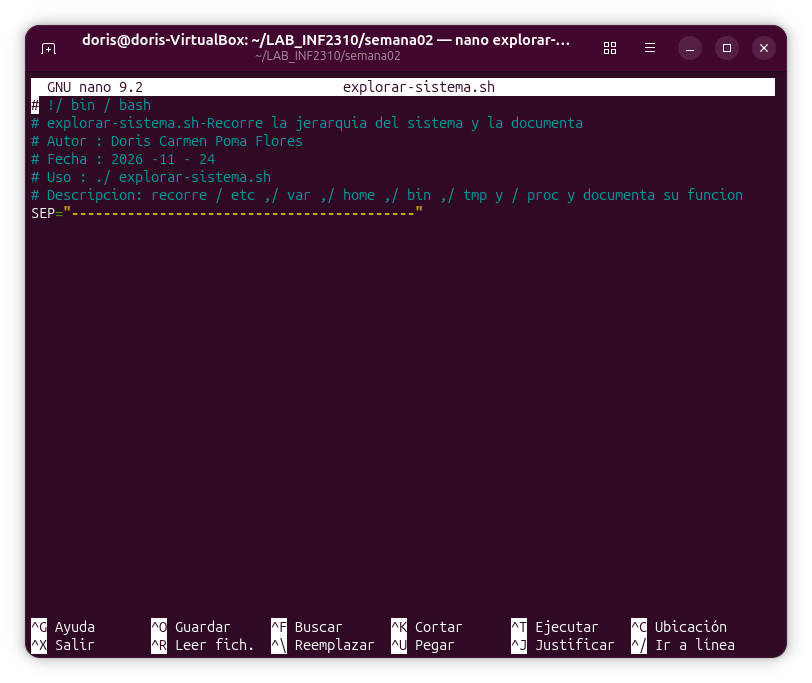 doris@doris-VirtualBox: ~/LAB_INF2310/semana02 — nano explorar-…
~/LAB_INF2310/semana02
GNU nano 9.2 explorar-sistema.sh
# !/ bin / bash
# explorar-sistema.sh-Recorre la jerarquia del sistema y la documenta
# Autor : Doris Carmen Poma Flores
# Fecha : 2026 -11 - 24
# Uso : ./ explorar-sistema.sh
# Descripcion: recorre / etc ,/ var ,/ home ,/ bin ,/ tmp y / proc y documenta su funcion
SEP="-------------------------------------------"
^G Ayuda ^O Guardar ^F Buscar ^K Cortar ^T Ejecutar ^C Ubicación
^X Salir ^R Leer fich. ^\ Reemplazar ^U Pegar ^J Justificar ^/ Ir a línea